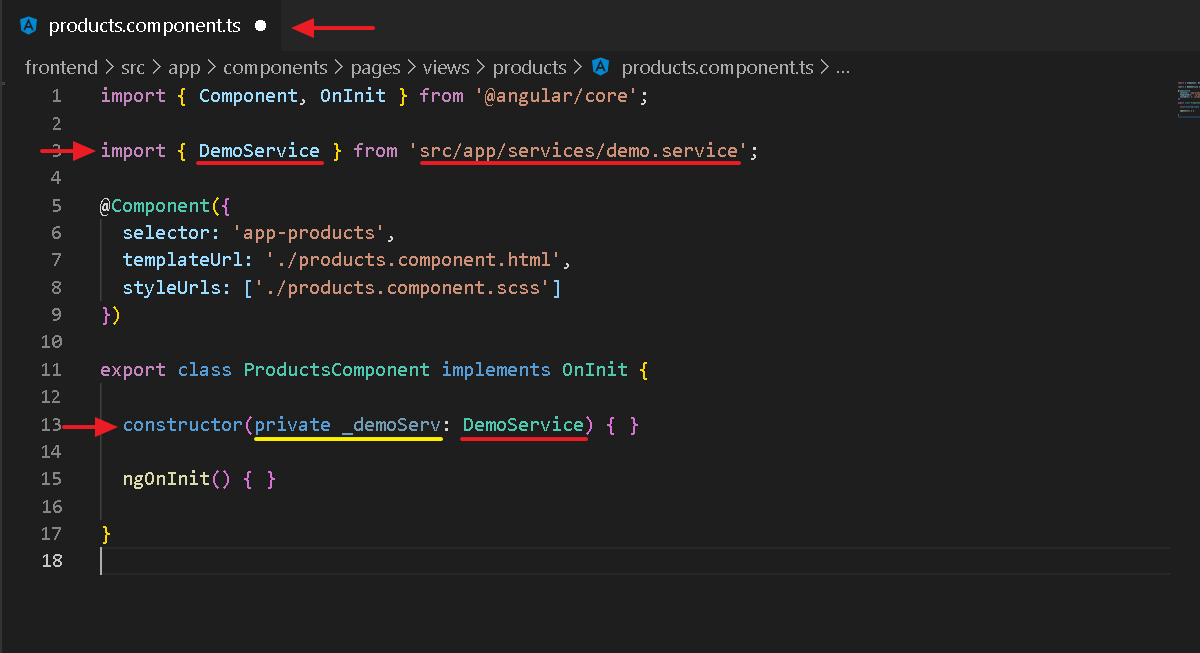 products.component.ts
frontend > src > app > components > pages > views > products > products.component.ts > ...
1 import { Component, OnInit } from '@angular/core';
2
3 import { DemoService } from 'src/app/services/demo.service';
4
5 @Component({
6   selector: 'app-products',
7   templateUrl: './products.component.html',
8   styleUrls: ['./products.component.scss']
9 })
10
11 export class ProductsComponent implements OnInit {
12
13   constructor(private _demoServ: DemoService) { }
14
15   ngOnInit() { }
16
17 }
18